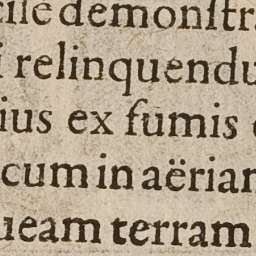 cile demonſtra
i relinquendu
ius ex fumis
cum in aërian
ueam terram